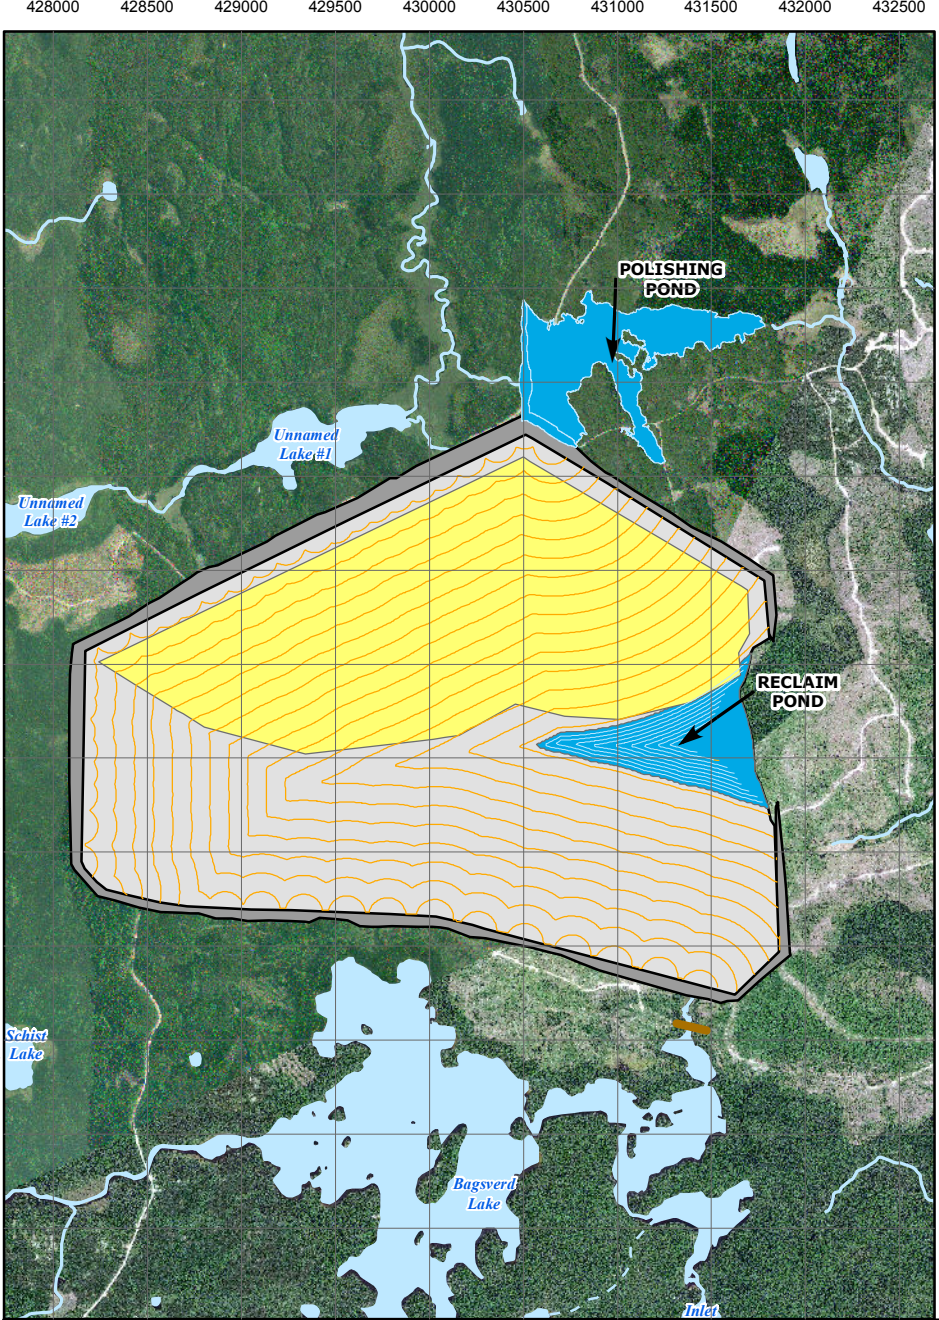 428000 428500 429000 429500 430000 430500 431000 431500 432000 432500
POLISHING
POND
Unnamed
Lake #1
Unnamed
Lake #2
RECLAIM
POND
Schist
Lake
Bagsverd
Lake
Inlet